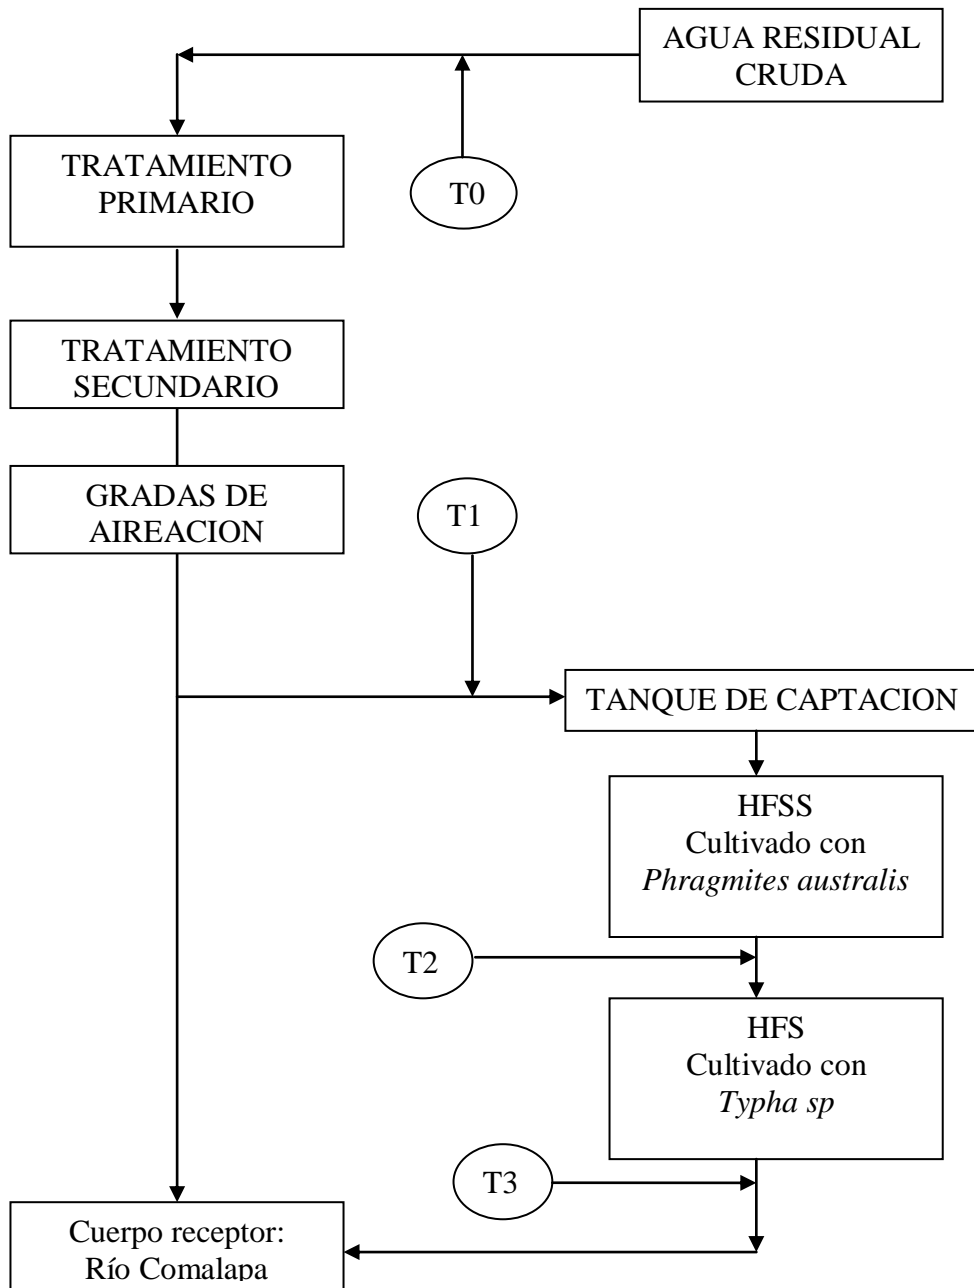 AGUA RESIDUAL
CRUDA
T0
TRATAMIENTO
PRIMARIO
TRATAMIENTO
SECUNDARIO
GRADAS DE
AIREACION
T1
TANQUE DE CAPTACION
HFSS
Cultivado con
Phragmites australis
T2
HFS
Cultivado con
Typha sp
T3
Cuerpo receptor:
Río Comalapa